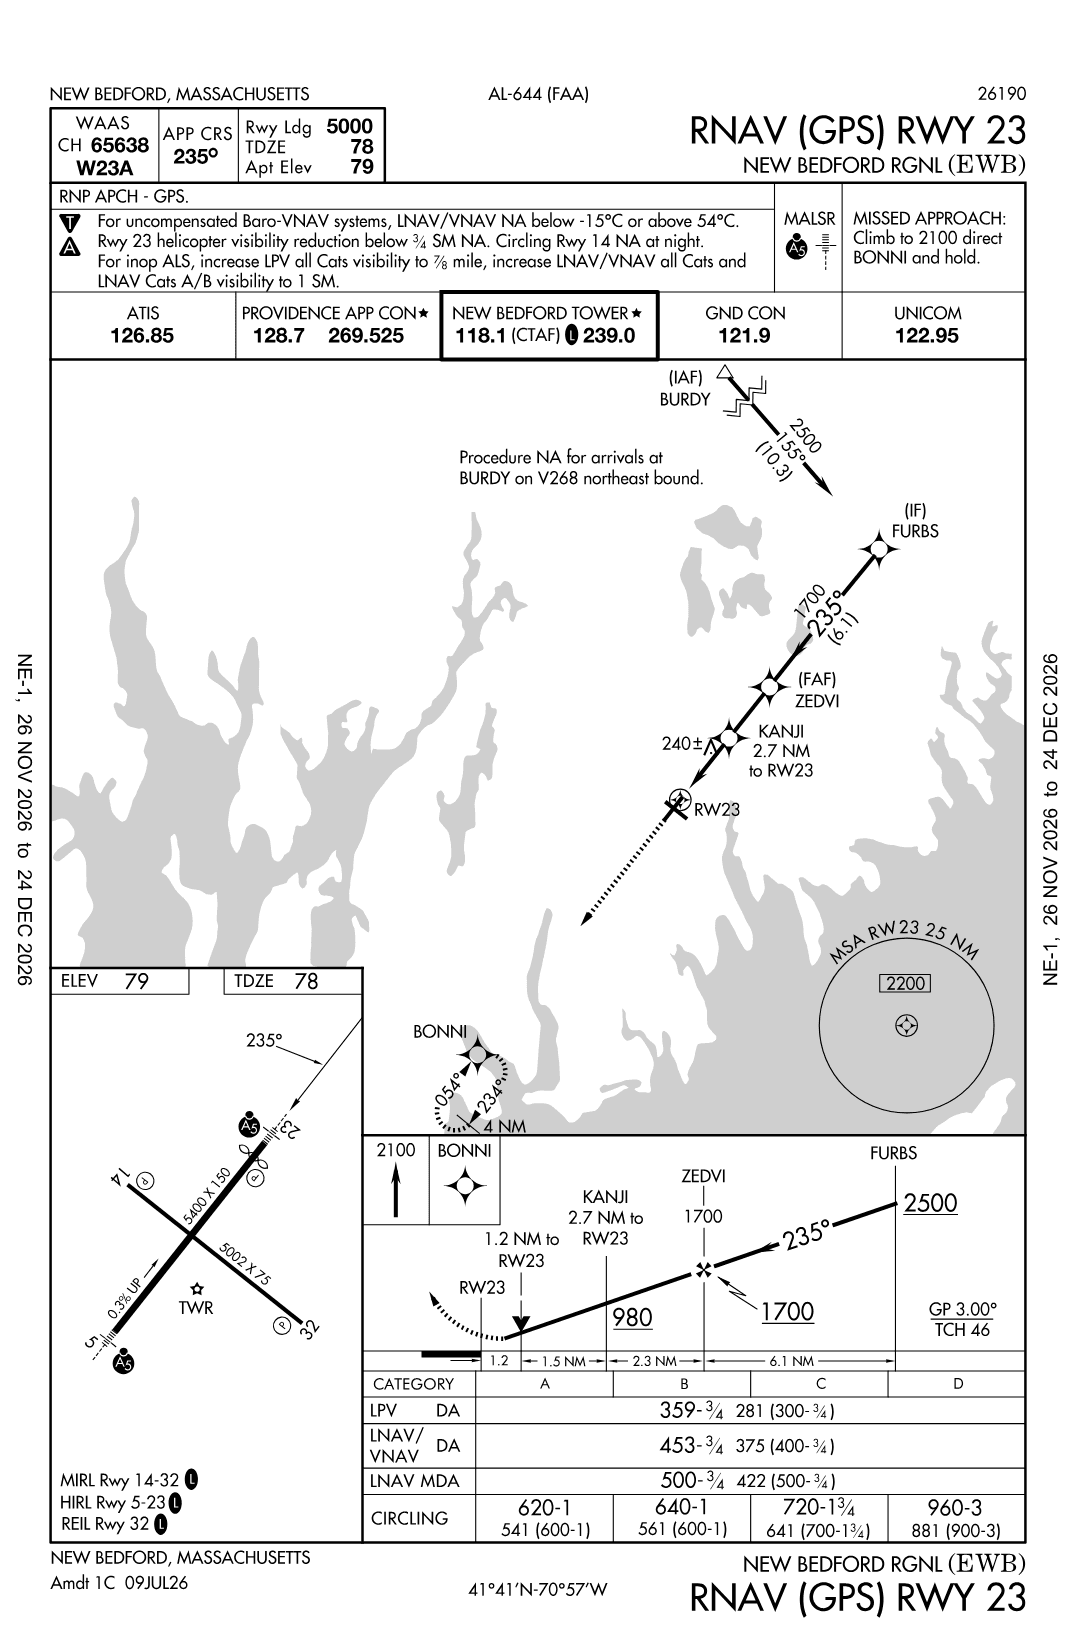 NEW BEDFORD, MASSACHUSETTS
AL-644 (FAA)
26190
WAAS
CH 65638
W23A
APP CRS
235°
Rwy Ldg 5000
TDZE 78
Apt Elev 79
RNAV (GPS) RWY 23
NEW BEDFORD RGNL (EWB)
RNP APCH - GPS.
T
A
For uncompensated Baro-VNAV systems, LNAV/VNAV NA below -15°C or above 54°C.
Rwy 23 helicopter visibility reduction below ¾ SM NA. Circling Rwy 14 NA at night.
For inop ALS, increase LPV all Cats visibility to ⅞ mile, increase LNAV/VNAV all Cats and
LNAV Cats A/B visibility to 1 SM.
MALSR
A5
MISSED APPROACH:
Climb to 2100 direct
BONNI and hold.
ATIS
126.85
PROVIDENCE APP CON★
128.7 269.525
NEW BEDFORD TOWER★
118.1 (CTAF) L 239.0
GND CON
121.9
UNICOM
122.95
(IAF)
BURDY
2500
155°
(10.3)
Procedure NA for arrivals at
BURDY on V268 northeast bound.
(IF)
FURBS
1700
235°
(6.1)
(FAF)
ZEDVI
240±
KANJI
2.7 NM
to RW23
RW23
MSA RW23 25 NM
2200
BONNI
054°
234°
4 NM
NE-1, 26 NOV 2026 to 24 DEC 2026
NE-1, 26 NOV 2026 to 24 DEC 2026
ELEV 79
TDZE 78
235°
A5
23
14
P
P
5400 X 150
5002 X 75
0.3% UP
TWR
P
32
5
A5
MIRL Rwy 14-32 L
HIRL Rwy 5-23 L
REIL Rwy 32 L
2100
BONNI
FURBS
ZEDVI
1700
KANJI
2.7 NM to
RW23
1.2 NM to
RW23
RW23
235°
2500
980
1700
GP 3.00°
TCH 46
1.2
1.5 NM
2.3 NM
6.1 NM
CATEGORY A B C D
LPV DA 359-¾ 281 (300-¾)
LNAV/
VNAV DA 453-¾ 375 (400-¾)
LNAV MDA 500-¾ 422 (500-¾)
CIRCLING
620-1
541 (600-1)
640-1
561 (600-1)
720-1¾
641 (700-1¾)
960-3
881 (900-3)
NEW BEDFORD, MASSACHUSETTS
Amdt 1C 09JUL26
41°41'N-70°57'W
NEW BEDFORD RGNL (EWB)
RNAV (GPS) RWY 23